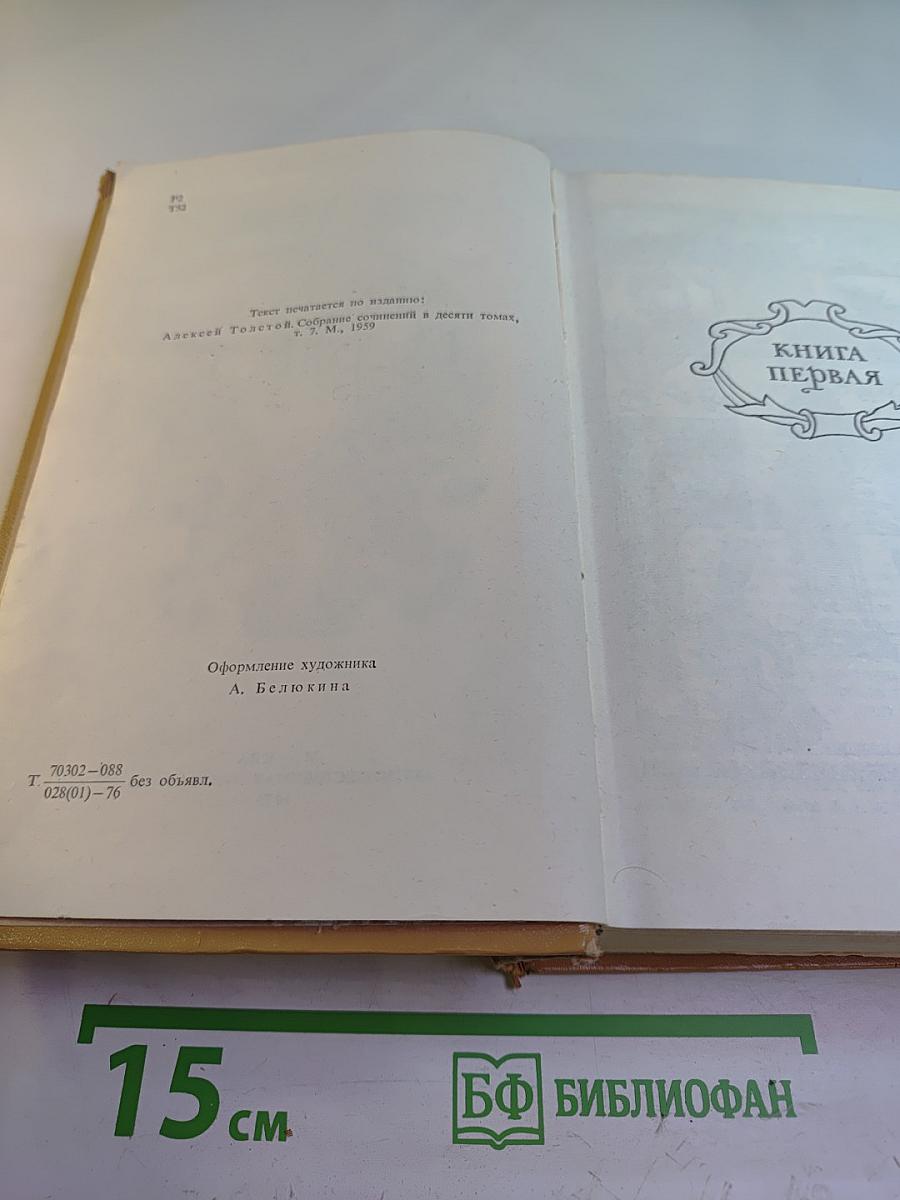 Р2
Т52
Текст печатается по изданию:
Алексей Толстой. Собрание сочинений в десяти томах,
т. 7. М., 1959
КНИГА
ПЕРВАЯ
Оформление художника
А. Белюкина
Т 70302—088
028(01)—76 без объявл.
15 см
БФ БИБЛИОФАН